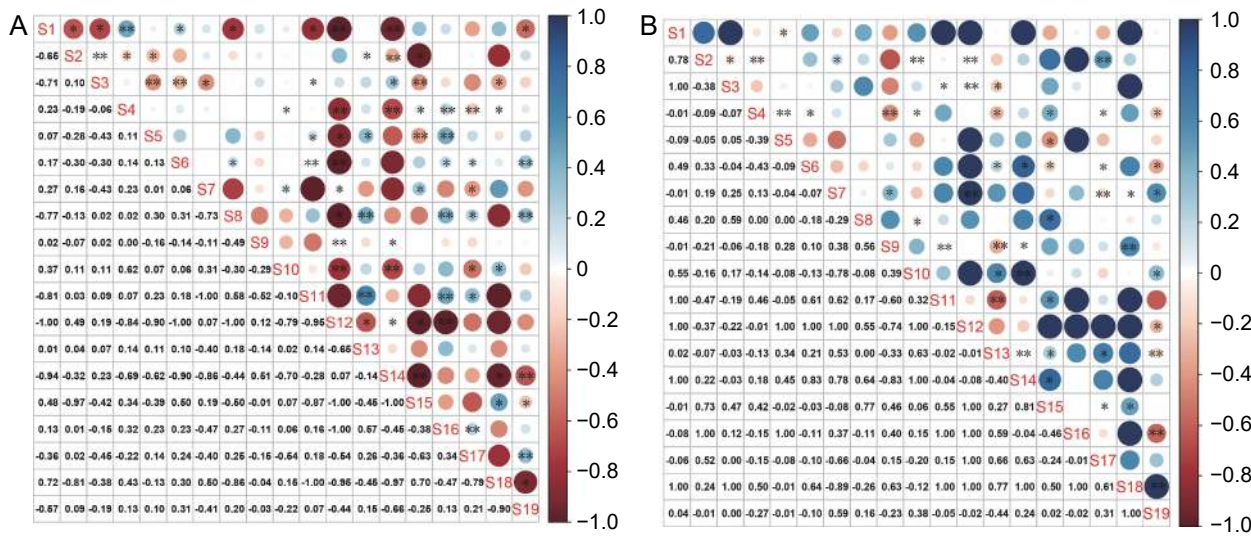 A
S1
-0.65 S2
-0.71 0.10 S3
0.23 -0.19 -0.06 S4
0.07 -0.28 -0.43 0.11 S5
0.17 -0.30 -0.30 0.14 0.13 S6
0.27 0.16 -0.43 0.23 0.01 0.06 S7
-0.77 -0.13 0.02 0.02 0.30 0.31 -0.73 S8
0.02 -0.07 0.02 0.00 -0.16 -0.14 -0.11 -0.49 S9
0.37 0.11 0.11 0.62 0.07 0.06 0.31 -0.30 -0.29 S10
-0.81 0.03 0.09 0.07 0.23 0.18 -1.00 0.58 -0.52 -0.10 S11
-1.00 0.49 0.19 -0.84 -0.90 -1.00 0.07 -1.00 0.12 -0.79 -0.95 S12
0.01 0.04 0.07 0.14 0.11 0.10 -0.40 0.18 -0.14 0.02 0.14 -0.66 S13
-0.94 -0.32 0.23 -0.69 -0.62 -0.90 -0.86 -0.44 0.51 -0.70 -0.28 0.07 -0.14 S14
0.48 -0.97 -0.42 0.34 -0.39 0.50 0.19 -0.50 -0.01 0.07 -0.87 -1.00 -0.46 -1.00 S15
0.13 0.01 -0.15 0.32 0.23 0.23 -0.47 0.27 -0.11 0.06 0.16 -1.00 0.57 -0.45 -0.38 S16
-0.36 0.02 -0.45 -0.22 0.14 0.24 -0.40 0.25 -0.15 -0.64 0.18 -0.54 0.26 -0.36 -0.63 0.34 S17
0.72 -0.81 -0.38 0.43 -0.13 0.30 0.50 -0.86 -0.04 0.16 -1.00 -0.96 -0.46 -0.97 0.70 -0.47 -0.79 S18
-0.57 0.09 -0.19 0.13 0.10 0.31 -0.41 0.20 -0.03 -0.22 0.07 -0.44 0.15 -0.66 -0.25 0.13 0.21 -0.90 S19
1.0
0.8
0.6
0.4
0.2
0
−0.2
−0.4
−0.6
−0.8
−1.0
B
S1
0.78 S2
1.00 -0.38 S3
-0.01 -0.09 -0.07 S4
-0.09 -0.05 0.05 -0.39 S5
0.49 0.33 -0.04 -0.43 -0.09 S6
-0.01 0.19 0.25 0.13 -0.04 -0.07 S7
0.46 0.20 0.59 0.00 0.00 -0.18 -0.29 S8
-0.01 -0.21 -0.06 -0.18 0.28 0.10 0.38 0.56 S9
0.55 -0.16 0.17 -0.14 -0.08 -0.13 -0.78 -0.08 0.39 S10
1.00 -0.47 -0.19 0.46 -0.05 0.61 0.62 0.17 -0.60 0.32 S11
1.00 -0.37 -0.22 -0.01 1.00 1.00 1.00 0.55 -0.74 1.00 -0.15 S12
0.02 -0.07 -0.03 -0.13 0.34 0.21 0.53 0.00 -0.33 0.63 -0.02 -0.01 S13
1.00 0.22 -0.03 0.18 0.45 0.83 0.78 0.64 -0.83 1.00 -0.04 -0.08 -0.40 S14
-0.01 0.73 0.47 0.42 -0.02 -0.03 -0.08 0.77 0.46 0.06 0.55 1.00 0.27 0.81 S15
-0.08 1.00 0.12 -0.15 1.00 -0.11 0.37 -0.11 0.40 0.15 1.00 1.00 0.59 -0.04 -0.46 S16
-0.06 0.52 0.00 -0.15 -0.08 -0.10 -0.66 -0.04 0.15 -0.20 0.15 1.00 0.66 0.63 -0.24 -0.01 S17
1.00 0.24 1.00 -0.01 -0.64 -0.89 -0.26 0.63 -0.12 1.00 1.00 0.77 1.00 0.50 1.00 0.61 S18
0.04 -0.01 0.00 -0.27 -0.01 -0.10 0.59 0.16 -0.23 0.38 -0.05 -0.02 -0.44 0.24 0.02 -0.02 0.31 1.00 S19
1.0
0.8
0.6
0.4
0.2
0
−0.2
−0.4
−0.6
−0.8
−1.0